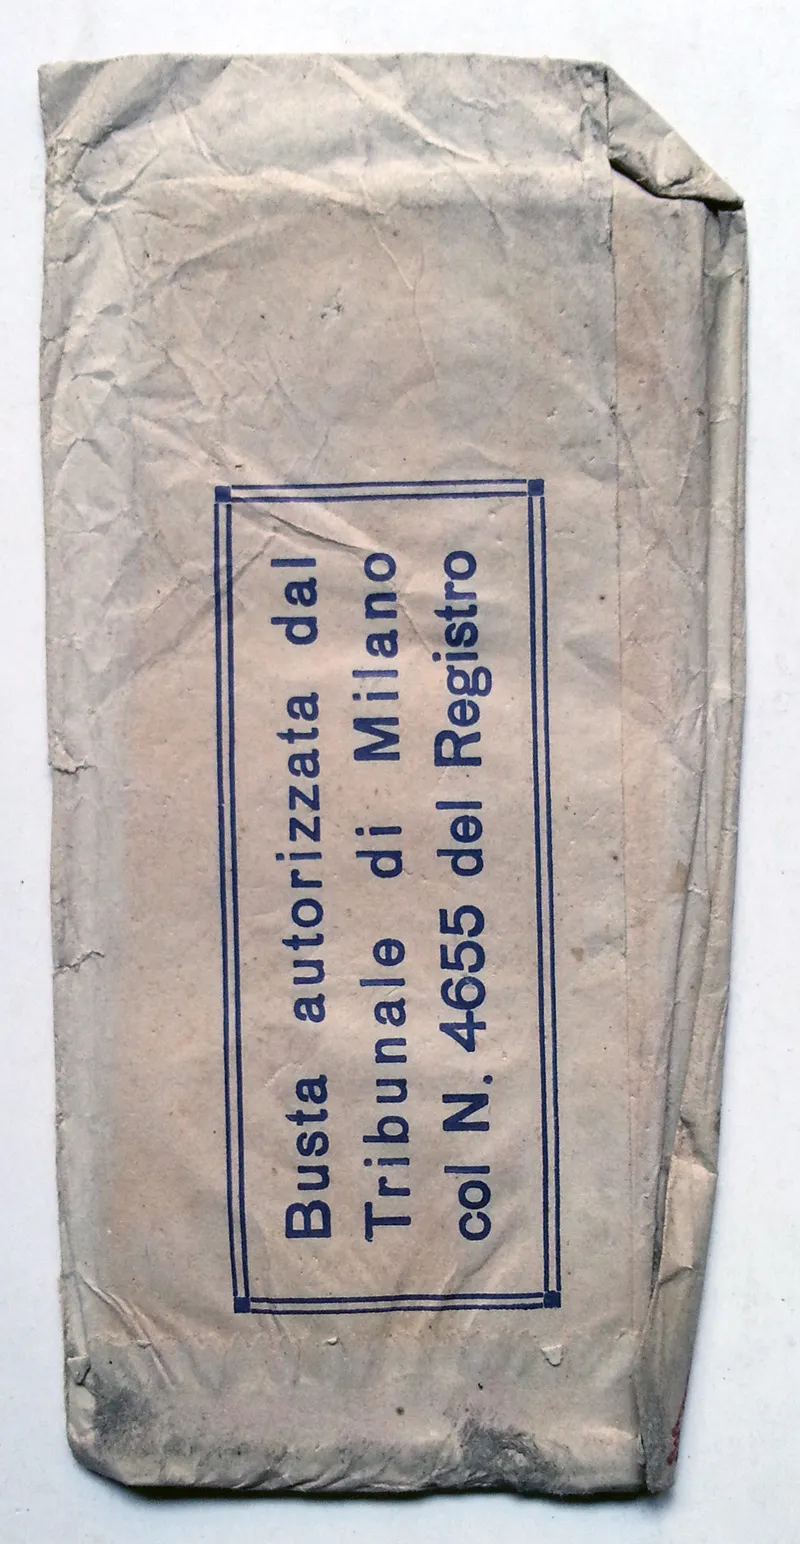 Busta autorizzata dal
Tribunale di Milano
col N. 4655 del Registro